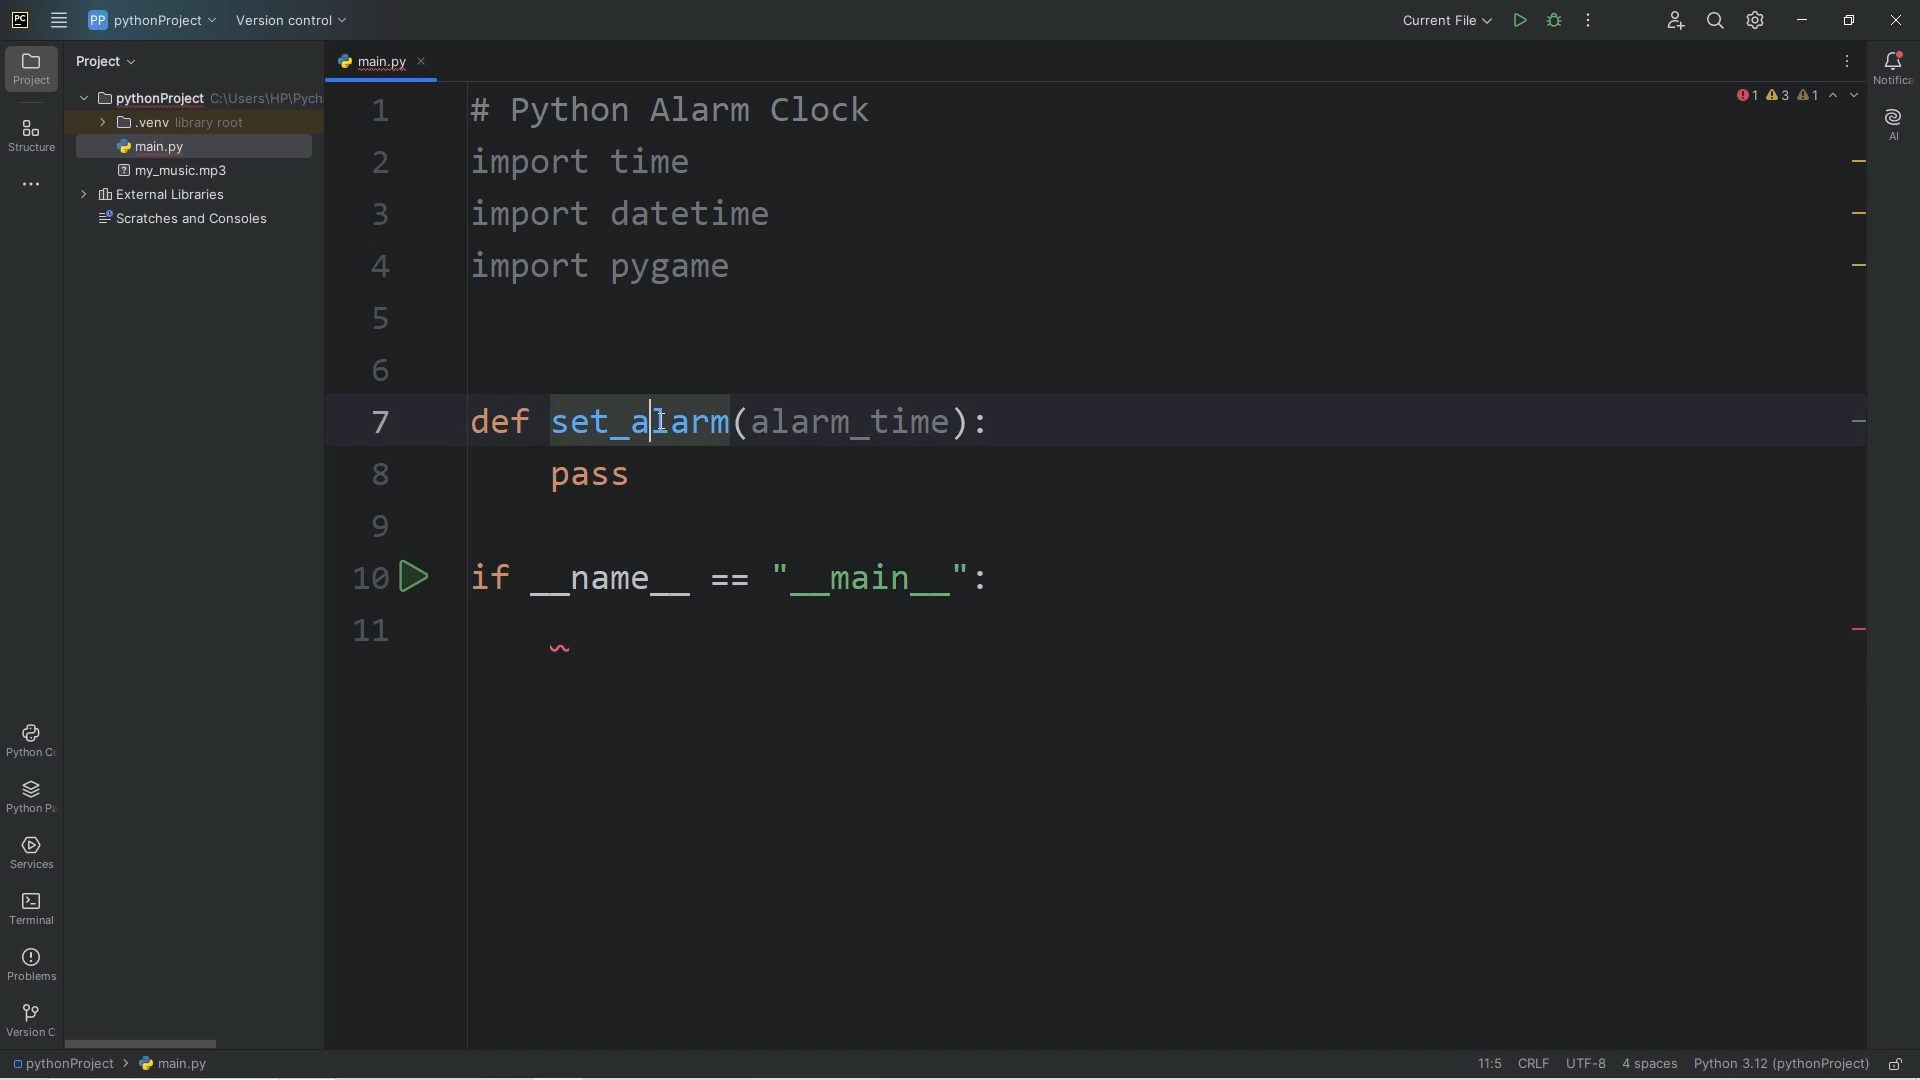 PC PP pythonProject Version control Current File
Project main.py
Project
pythonProject C:\Users\HP\Pych
.venv library root
main.py
my_music.mp3
External Libraries
Scratches and Consoles
Structure
Python C
Python Pa
Services
Terminal
Problems
Version C
1 # Python Alarm Clock
2 import time
3 import datetime
4 import pygame
5
6
7 def set_alarm(alarm_time):
8 pass
9
10 if __name__ == "__main__":
11
1 3 1
Notifica
AI
pythonProject > main.py 11:5 CRLF UTF-8 4 spaces Python 3.12 (pythonProject)